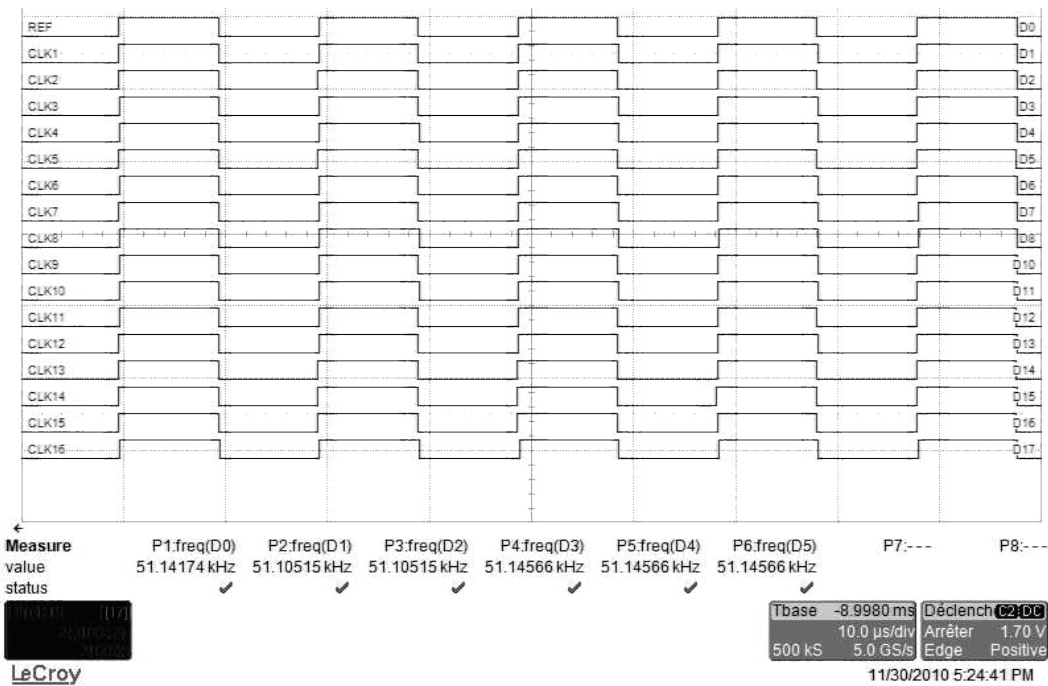 REF D0
CLK1 D1
CLK2 D2
CLK3 D3
CLK4 D4
CLK5 D5
CLK6 D6
CLK7 D7
CLK8 D8
CLK9 D10
CLK10 D11
CLK11 D12
CLK12 D13
CLK13 D14
CLK14 D15
CLK15 D16
CLK16 D17
Measure P1:freq(D0) P2:freq(D1) P3:freq(D2) P4:freq(D3) P5:freq(D4) P6:freq(D5) P7:--- P8:---
value 51.14174 kHz 51.10515 kHz 51.10515 kHz 51.14566 kHz 51.14566 kHz 51.14566 kHz
status
[17]
Tbase -8.9980 ms
10.0 µs/div
500 kS 5.0 GS/s
Déclench C2 DC
Arrêter 1.70 V
Edge Positive
LeCroy
11/30/2010 5:24:41 PM